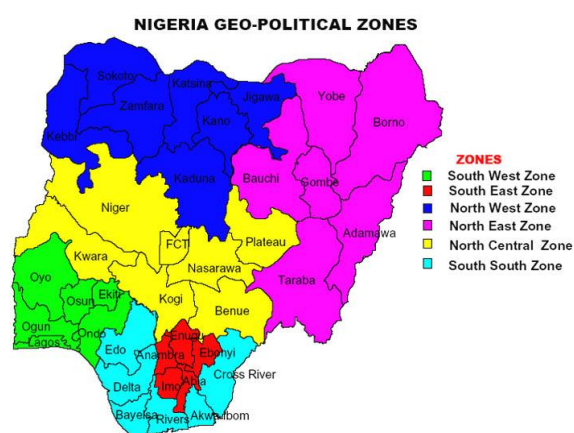 NIGERIA GEO-POLITICAL ZONES
Sokoto
Katsina
Jigawa
Yobe
Borno
Zamfara
Kano
Kebbi
Kaduna
Bauchi
Gombe
Adamawa
Niger
FCT
Plateau
Nasarawa
Taraba
Kwara
Kogi
Benue
Oyo
Osun
Ekiti
Ogun
Lagos
Ondo
Edo
Enugu
Anambra
Ebonyi
Imo
Abia
Cross River
Delta
Bayelsa
Rivers
Akwa Ibom
ZONES
South West Zone
South East Zone
North West Zone
North East Zone
North Central Zone
South South Zone